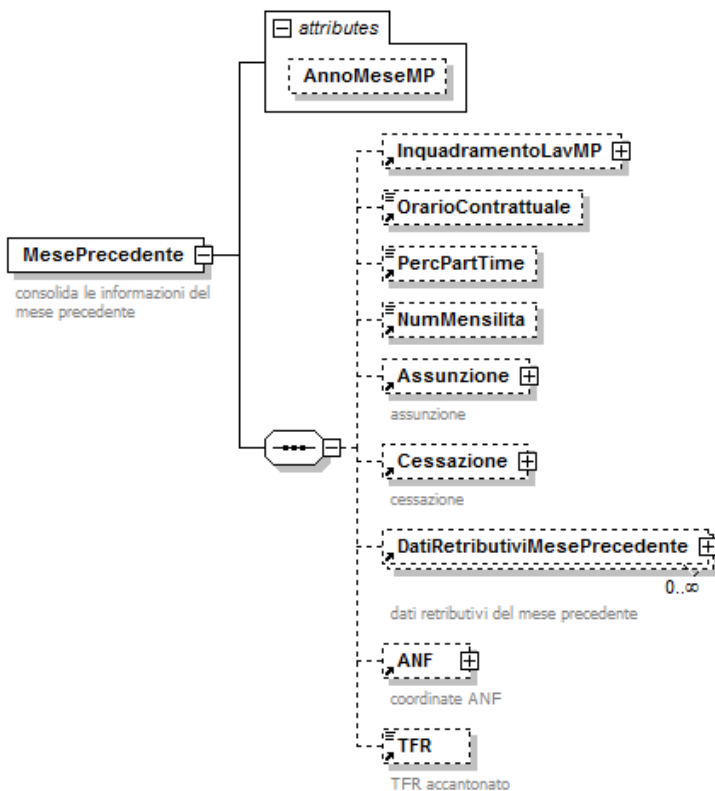 attributes
AnnoMeseMP
InquadramentoLavMP
OrarioContrattuale
MesePrecedente
consolida le informazioni del
mese precedente
PercPartTime
NumMensilita
Assunzione
assunzione
Cessazione
cessazione
DatiRetributiviMesePrecedente
0..∞
dati retributivi del mese precedente
ANF
coordinate ANF
TFR
TFR accantonato